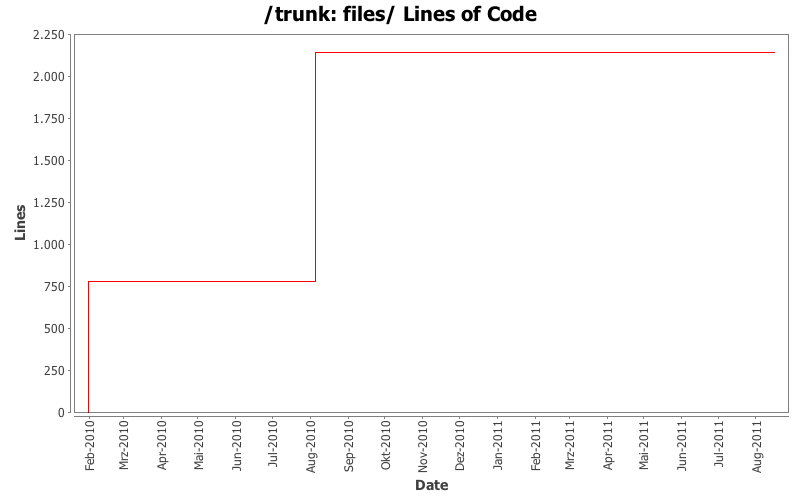 /trunk: files/ Lines of Code
2.250
2.000
1.750
1.500
1.250
1.000
750
500
250
0
Lines
Feb-2010
Mrz-2010
Apr-2010
Mai-2010
Jun-2010
Jul-2010
Aug-2010
Sep-2010
Okt-2010
Nov-2010
Dez-2010
Jan-2011
Feb-2011
Mrz-2011
Apr-2011
Mai-2011
Jun-2011
Jul-2011
Aug-2011
Date